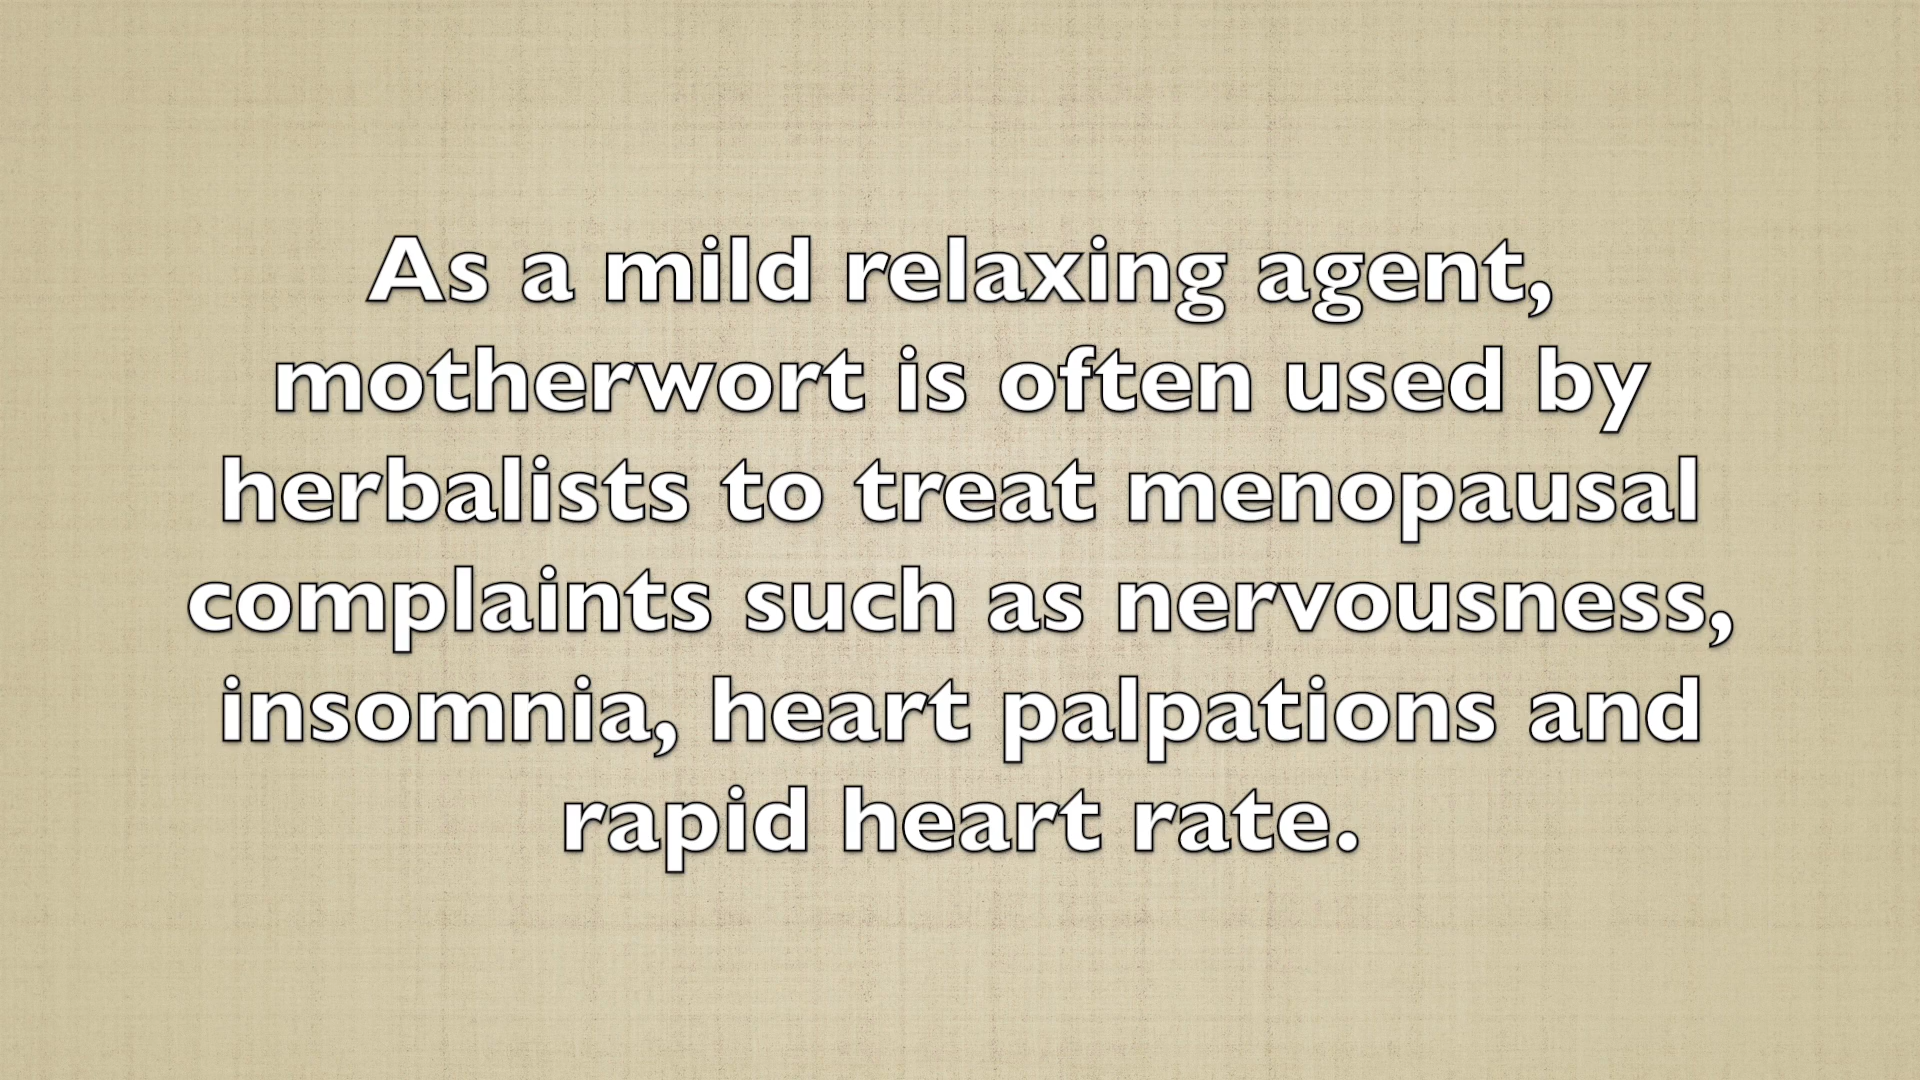 As a mild relaxing agent,
motherwort is often used by
herbalists to treat menopausal
complaints such as nervousness,
insomnia, heart palpations and
rapid heart rate.